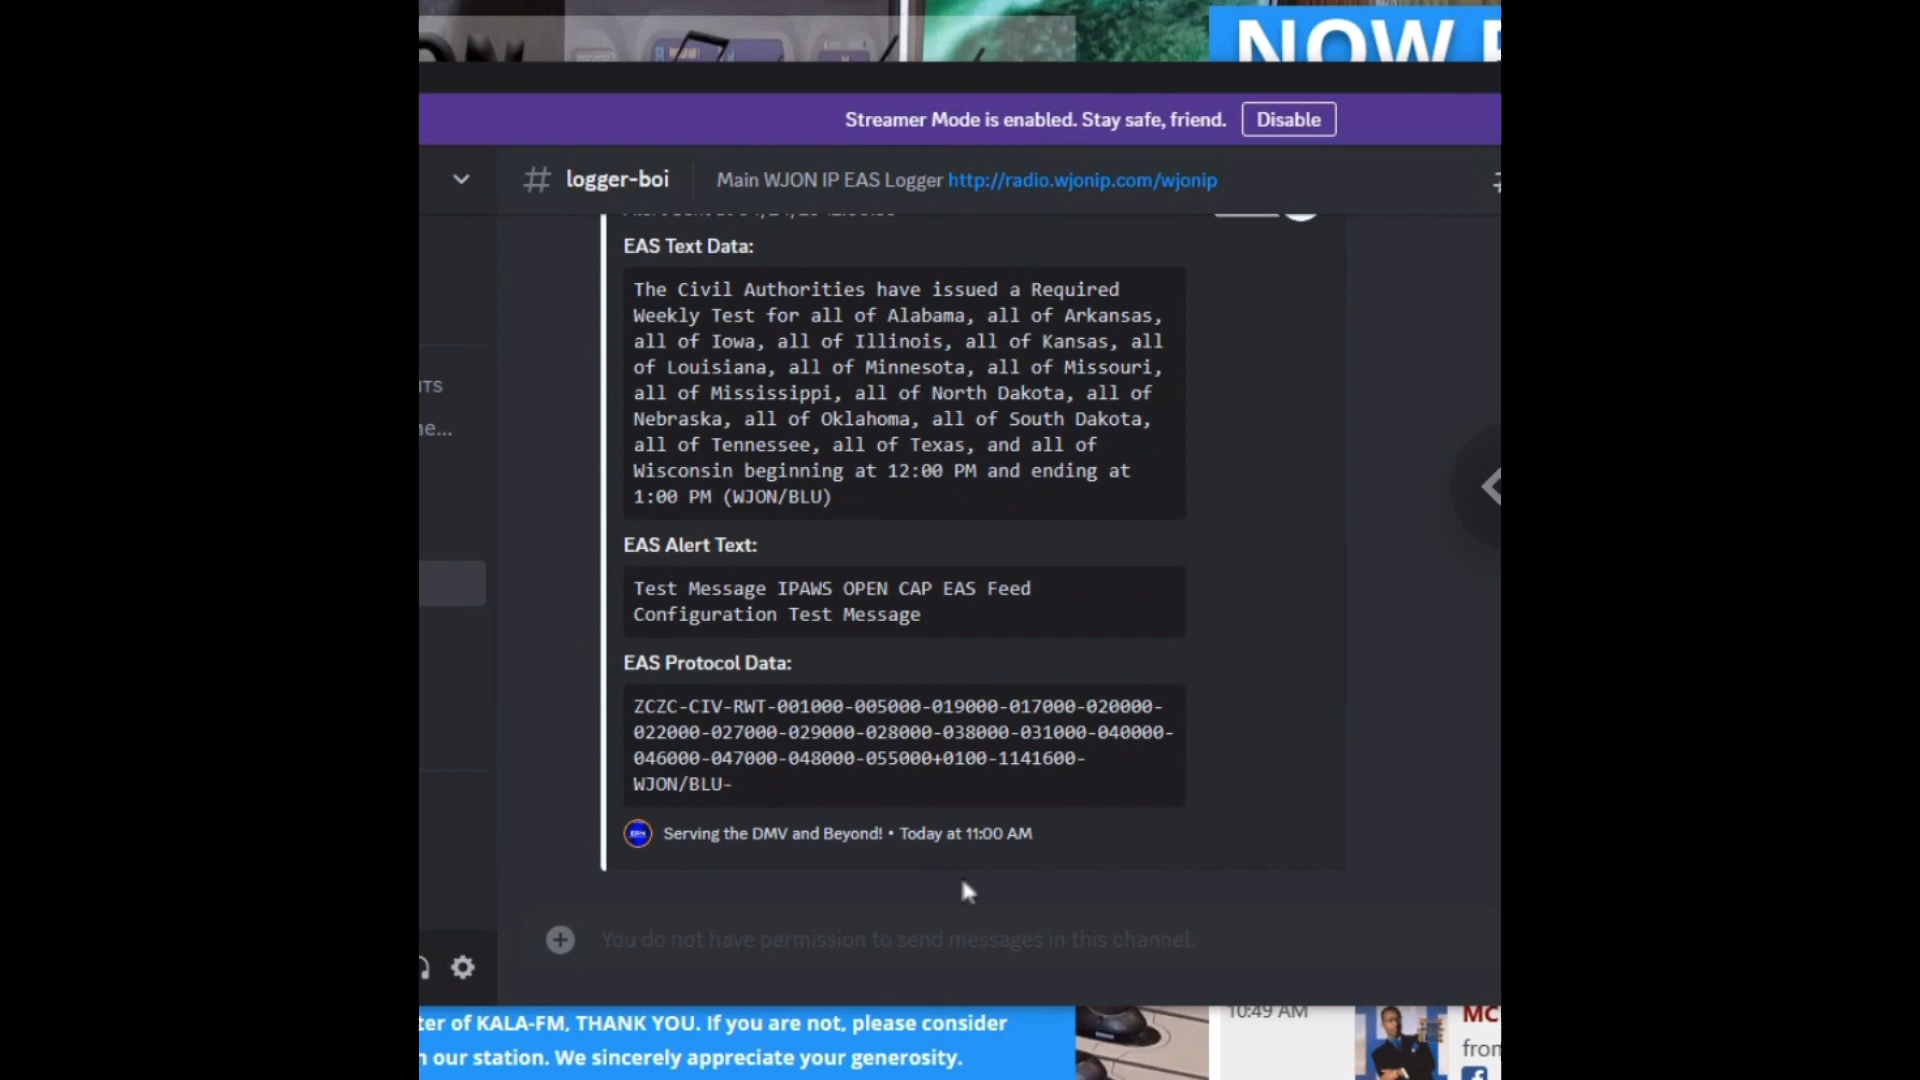 NOW
Streamer Mode is enabled. Stay safe, friend. Disable
# logger-boi Main WJON IP EAS Logger http://radio.wjonip.com/wjonip
EAS Text Data:
The Civil Authorities have issued a Required
Weekly Test for all of Alabama, all of Arkansas,
all of Iowa, all of Illinois, all of Kansas, all
of Louisiana, all of Minnesota, all of Missouri,
all of Mississippi, all of North Dakota, all of
Nebraska, all of Oklahoma, all of South Dakota,
all of Tennessee, all of Texas, and all of
Wisconsin beginning at 12:00 PM and ending at
1:00 PM (WJON/BLU)
EAS Alert Text:
Test Message IPAWS OPEN CAP EAS Feed
Configuration Test Message
EAS Protocol Data:
ZCZC-CIV-RWT-001000-005000-019000-017000-020000-
022000-027000-029000-028000-038000-031000-040000-
046000-047000-048000-055000+0100-1141600-
WJON/BLU-
Serving the DMV and Beyond! • Today at 11:00 AM
You do not have permission to send messages in this channel.
ter of KALA-FM, THANK YOU. If you are not, please consider
our station. We sincerely appreciate your generosity.
10:49 AM
MC
from